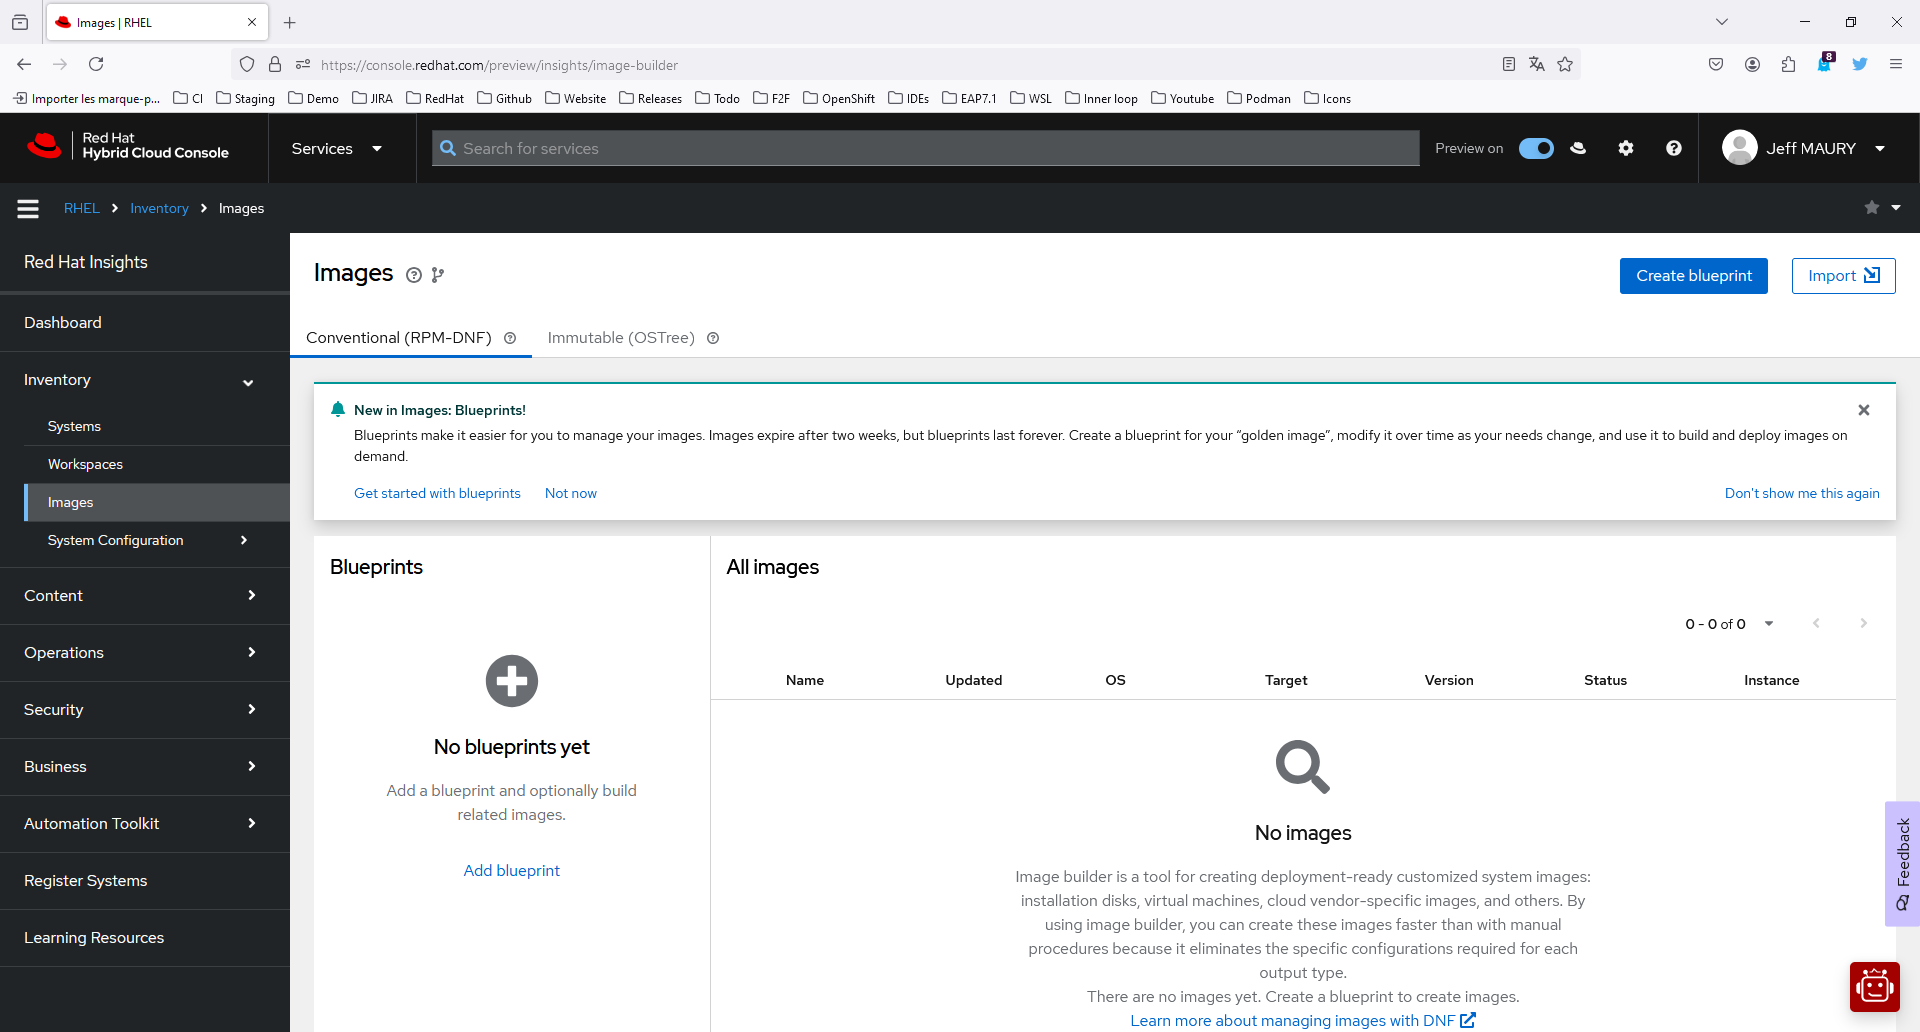 Images | RHEL
https://console.redhat.com/preview/insights/image-builder
8
Importer les marque-p...
CI
Staging
Demo
JIRA
RedHat
Github
Website
Releases
Todo
F2F
OpenShift
IDEs
EAP7.1
WSL
Inner loop
Youtube
Podman
Icons
Red Hat
Hybrid Cloud Console
Services
Search for services
Preview on
Jeff MAURY
RHEL
Inventory
Images
Red Hat Insights
Dashboard
Inventory
Systems
Workspaces
Images
System Configuration
Content
Operations
Security
Business
Automation Toolkit
Register Systems
Learning Resources
Images
Create blueprint
Import
Conventional (RPM-DNF)
Immutable (OSTree)
New in Images: Blueprints!
Blueprints make it easier for you to manage your images. Images expire after two weeks, but blueprints last forever. Create a blueprint for your “golden image”, modify it over time as your needs change, and use it to build and deploy images on
demand.
Get started with blueprints
Not now
Don't show me this again
Blueprints
No blueprints yet
Add a blueprint and optionally build
related images.
Add blueprint
All images
0 - 0 of 0
Name
Updated
OS
Target
Version
Status
Instance
No images
Image builder is a tool for creating deployment-ready customized system images:
installation disks, virtual machines, cloud vendor-specific images, and others. By
using image builder, you can create these images faster than with manual
procedures because it eliminates the specific configurations required for each
output type.
There are no images yet. Create a blueprint to create images.
Learn more about managing images with DNF
Feedback